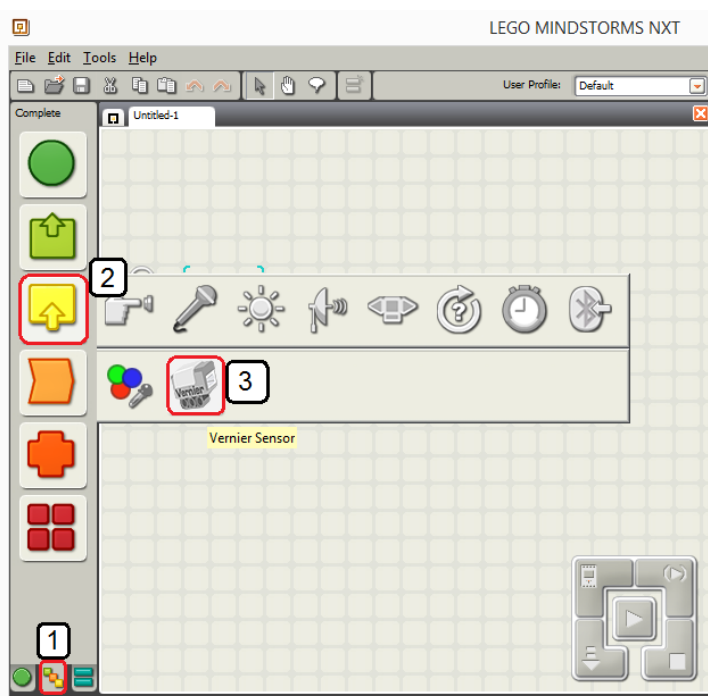 LEGO MINDSTORMS NXT
File Edit Tools Help
User Profile: Default
Complete
Untitled-1
2
Vernier
3
Vernier Sensor
1